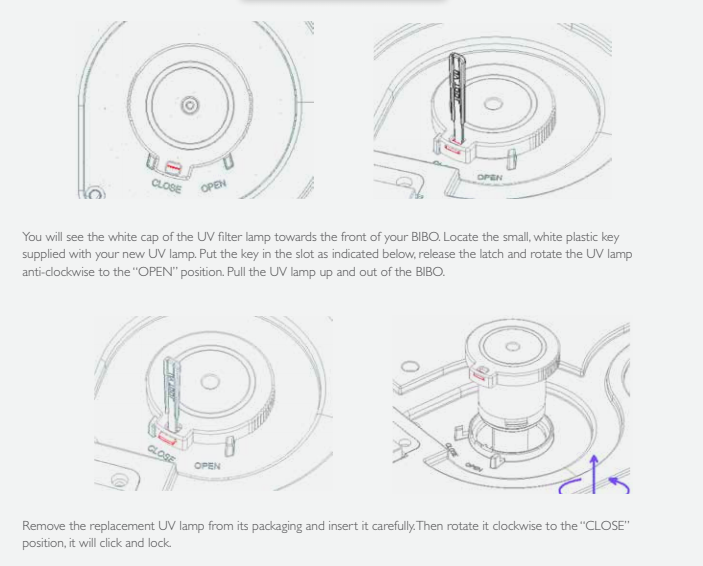 CLOSE OPEN
OPEN
You will see the white cap of the UV filter lamp towards the front of your BIBO. Locate the small, white plastic key
supplied with your new UV lamp. Put the key in the slot as indicated below, release the latch and rotate the UV lamp
anti-clockwise to the “OPEN” position. Pull the UV lamp up and out of the BIBO.
CLOSE OPEN
CLOSE OPEN
Remove the replacement UV lamp from its packaging and insert it carefully. Then rotate it clockwise to the “CLOSE”
position, it will click and lock.